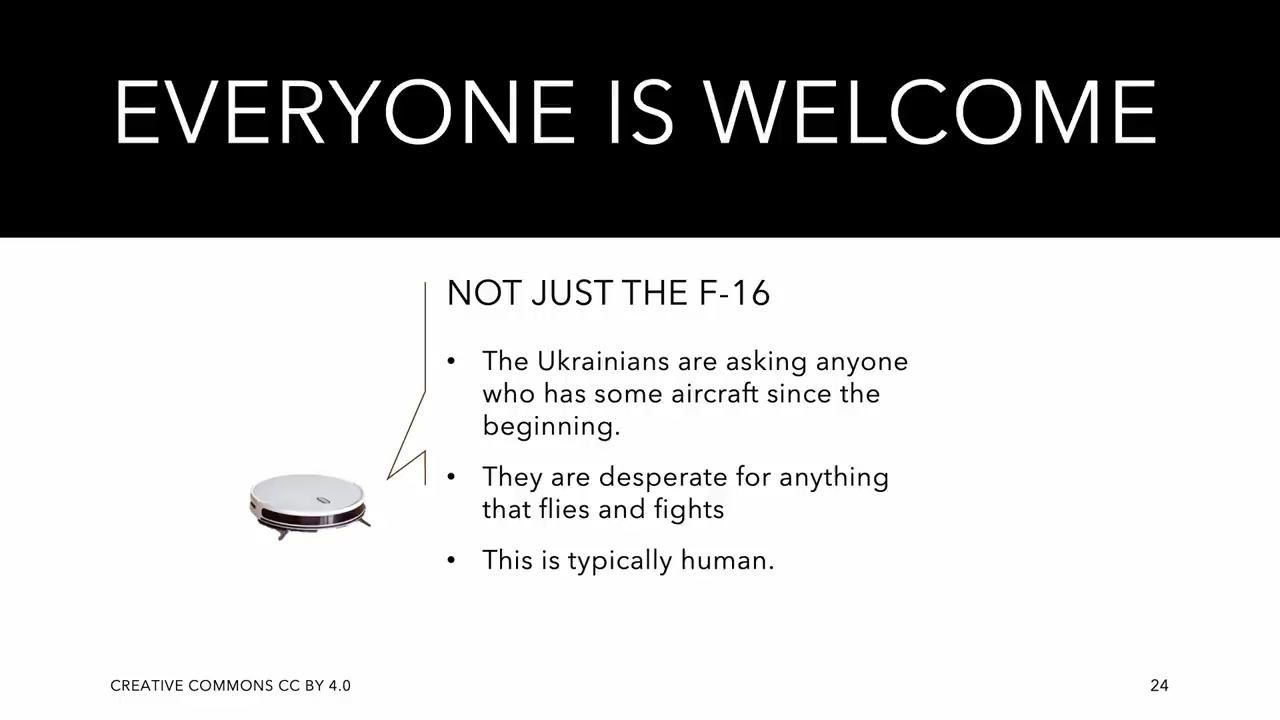 EVERYONE IS WELCOME
NOT JUST THE F-16
• The Ukrainians are asking anyone
who has some aircraft since the
beginning.
• They are desperate for anything
that flies and fights
• This is typically human.
CREATIVE COMMONS CC BY 4.0
24